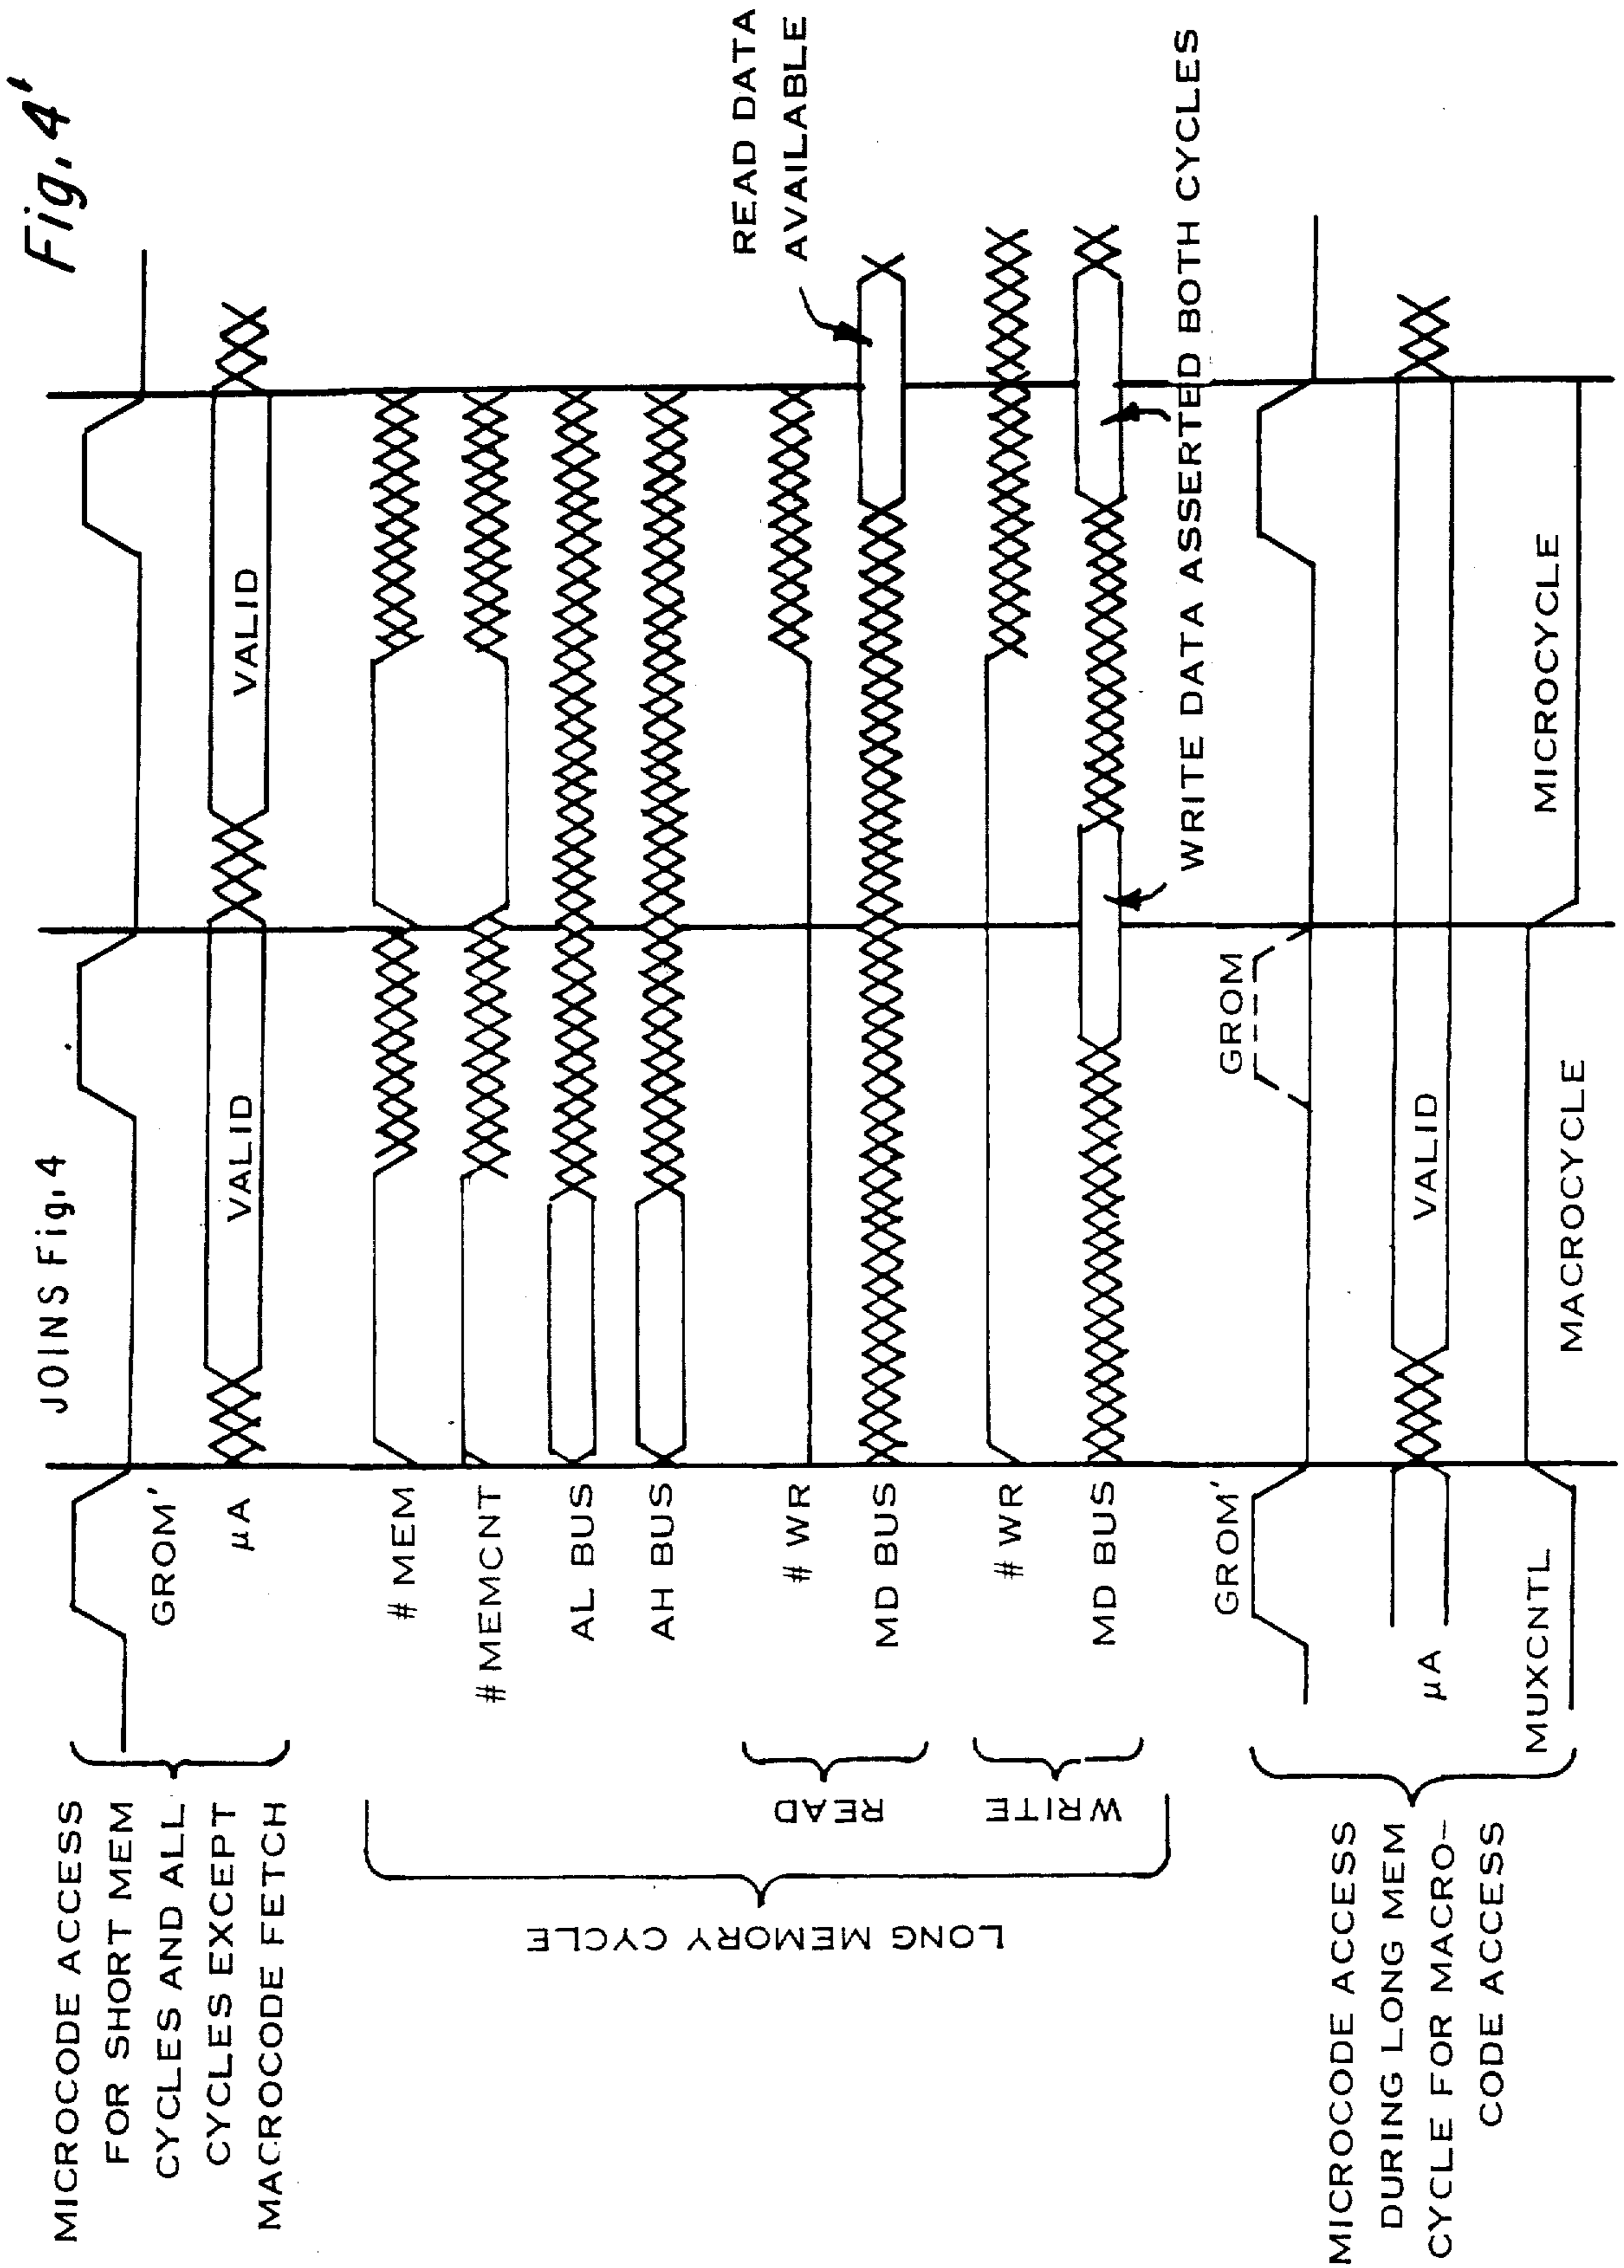 Fig. 4'
JOINS Fig. 4
MICROCODE ACCESS
FOR SHORT MEM
CYCLES AND ALL
CYCLES EXCEPT
MACROCODE FETCH
GROM'
μA
VALID
VALID
LONG MEMORY CYCLE
# MEM
# MEMCNT
AL BUS
AH BUS
READ
# WR
MD BUS
READ DATA
AVAILABLE
WRITE
# WR
MD BUS
WRITE DATA ASSERTED BOTH CYCLES
MICROCODE ACCESS
DURING LONG MEM
CYCLE FOR MACRO-
CODE ACCESS
GROM'
GROM
μA
VALID
MUXCNTL
MACROCYCLE
MICROCYCLE